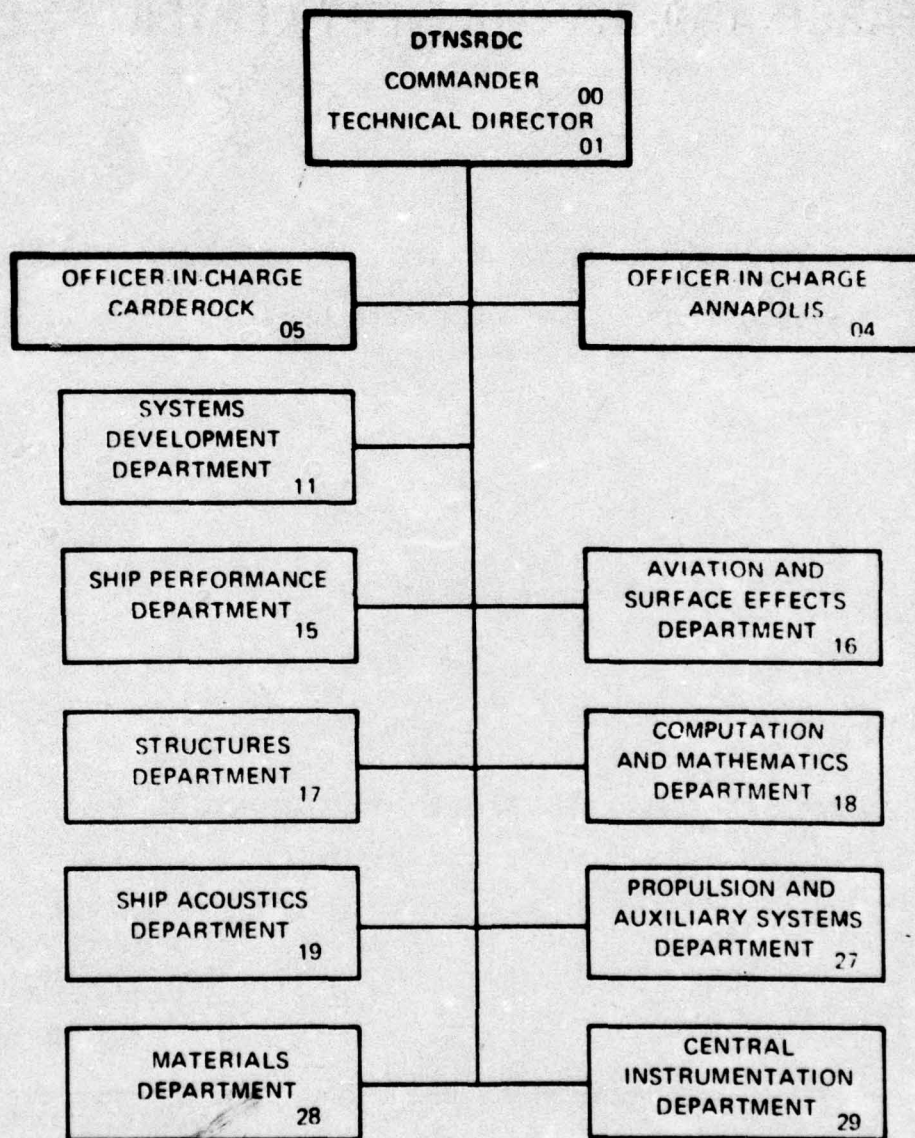 DTNSRDC
COMMANDER
00
TECHNICAL DIRECTOR
01
OFFICER-IN-CHARGE
CARDEROCK
05
OFFICER-IN-CHARGE
ANNAPOLIS
04
SYSTEMS
DEVELOPMENT
DEPARTMENT
11
SHIP PERFORMANCE
DEPARTMENT
15
AVIATION AND
SURFACE EFFECTS
DEPARTMENT
16
STRUCTURES
DEPARTMENT
17
COMPUTATION
AND MATHEMATICS
DEPARTMENT
18
SHIP ACOUSTICS
DEPARTMENT
19
PROPULSION AND
AUXILIARY SYSTEMS
DEPARTMENT
27
MATERIALS
DEPARTMENT
28
CENTRAL
INSTRUMENTATION
DEPARTMENT
29